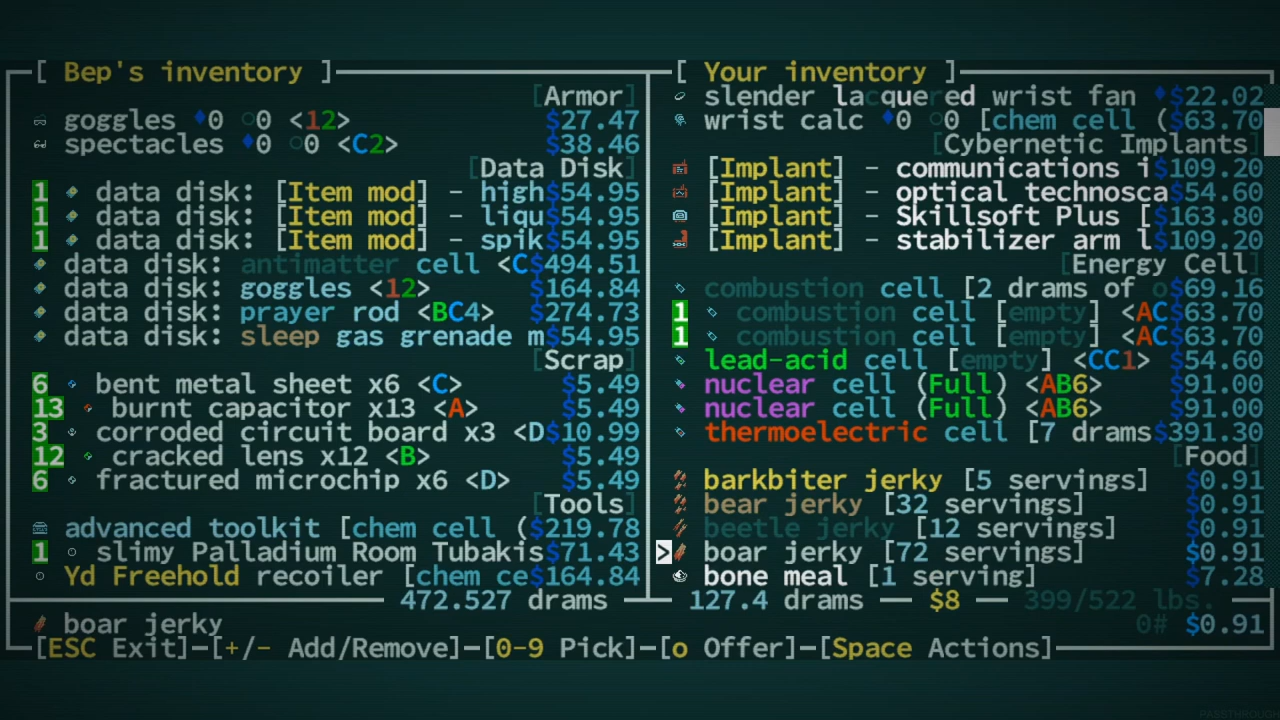 [ Bep's inventory ]
[Armor]
goggles 0 0 <12> $27.47
spectacles 0 0 <C2> $38.46
[Data Disk]
1 data disk: [Item mod] - high $54.95
1 data disk: [Item mod] - liqu $54.95
1 data disk: [Item mod] - spik $54.95
data disk: antimatter cell <C $494.51
data disk: goggles <12> $164.84
data disk: prayer rod <BC4> $274.73
data disk: sleep gas grenade m $54.95
[Scrap]
6 bent metal sheet x6 <C> $5.49
13 burnt capacitor x13 <A> $5.49
3 corroded circuit board x3 <D $10.99
12 cracked lens x12 <B> $5.49
6 fractured microchip x6 <D> $5.49
[Tools]
advanced toolkit [chem cell ( $219.78
1 slimy Palladium Room Tubakis $71.43
Yd Freehold recoiler [chem ce $164.84
472.527 drams
[ Your inventory ]
slender lacquered wrist fan $22.02
wrist calc 0 0 [chem cell ( $63.70
[Cybernetic Implants]
[Implant] - communications i $109.20
[Implant] - optical technosca $54.60
[Implant] - Skillsoft Plus [ $163.80
[Implant] - stabilizer arm l $109.20
[Energy Cell]
combustion cell [2 drams of o $69.16
1 combustion cell [empty] <AC $63.70
1 combustion cell [empty] <AC $63.70
lead-acid cell [empty] <CC1> $54.60
nuclear cell (Full) <AB6> $91.00
nuclear cell (Full) <AB6> $91.00
thermoelectric cell [7 drams $391.30
[Food]
barkbiter jerky [5 servings] $0.91
bear jerky [32 servings] $0.91
beetle jerky [12 servings] $0.91
> boar jerky [72 servings] $0.91
bone meal [1 serving] $7.28
127.4 drams — $8 — 399/522 lbs.
boar jerky 0# $0.91
[ESC Exit]-[+/- Add/Remove]-[0-9 Pick]-[o Offer]-[Space Actions]